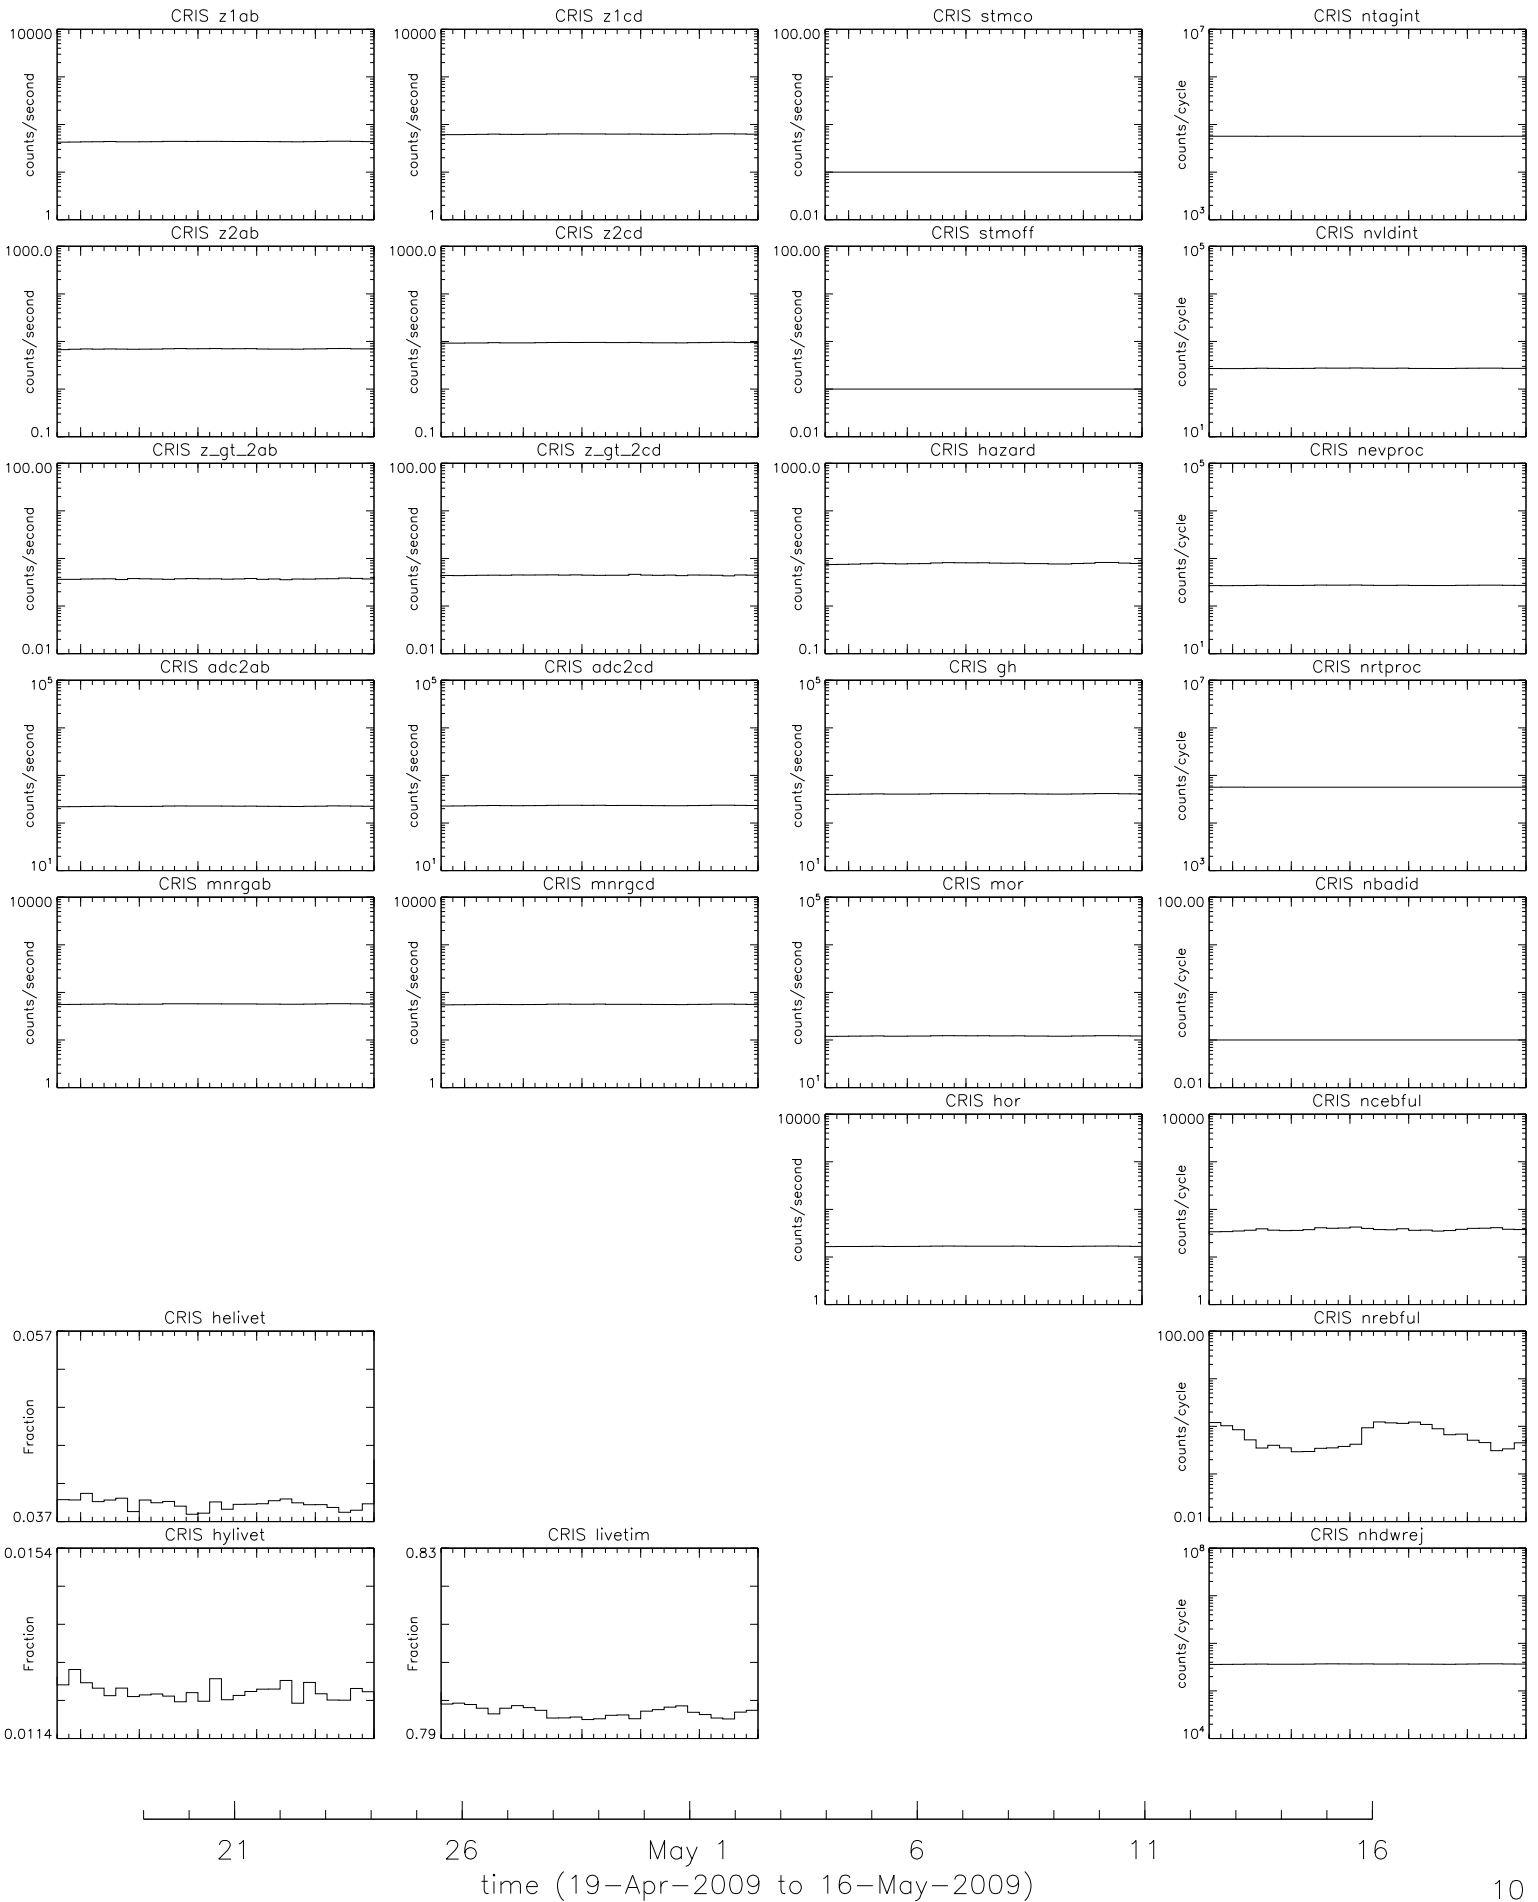 CRIS z1ab
CRIS z1cd
CRIS stmco
CRIS ntagint
10000
1
counts/second
10000
1
counts/second
100.00
0.01
counts/second
10⁷
10³
counts/cycle
CRIS z2ab
CRIS z2cd
CRIS stmoff
CRIS nvldint
1000.0
0.1
counts/second
1000.0
0.1
counts/second
100.00
0.01
counts/second
10⁵
10¹
counts/cycle
CRIS z_gt_2ab
CRIS z_gt_2cd
CRIS hazard
CRIS nevproc
100.00
0.01
counts/second
100.00
0.01
counts/second
1000.0
0.1
counts/second
10⁵
10¹
counts/cycle
CRIS adc2ab
CRIS adc2cd
CRIS gh
CRIS nrtproc
10⁵
10¹
counts/second
10⁵
10¹
counts/second
10⁵
10¹
counts/second
10⁷
10³
counts/cycle
CRIS mnrgab
CRIS mnrgcd
CRIS mor
CRIS nbadid
10000
1
counts/second
10000
1
counts/second
10⁵
10¹
counts/second
100.00
0.01
counts/cycle
CRIS hor
CRIS ncebful
10000
1
counts/second
10000
1
counts/cycle
CRIS helivet
CRIS nrebful
0.057
0.037
Fraction
100.00
0.01
counts/cycle
CRIS hylivet
CRIS livetim
CRIS nhdwrej
0.0154
0.0114
Fraction
0.83
0.79
Fraction
10⁸
10⁴
counts/cycle
21 26 May 1 6 11 16
time (19-Apr-2009 to 16-May-2009)
10